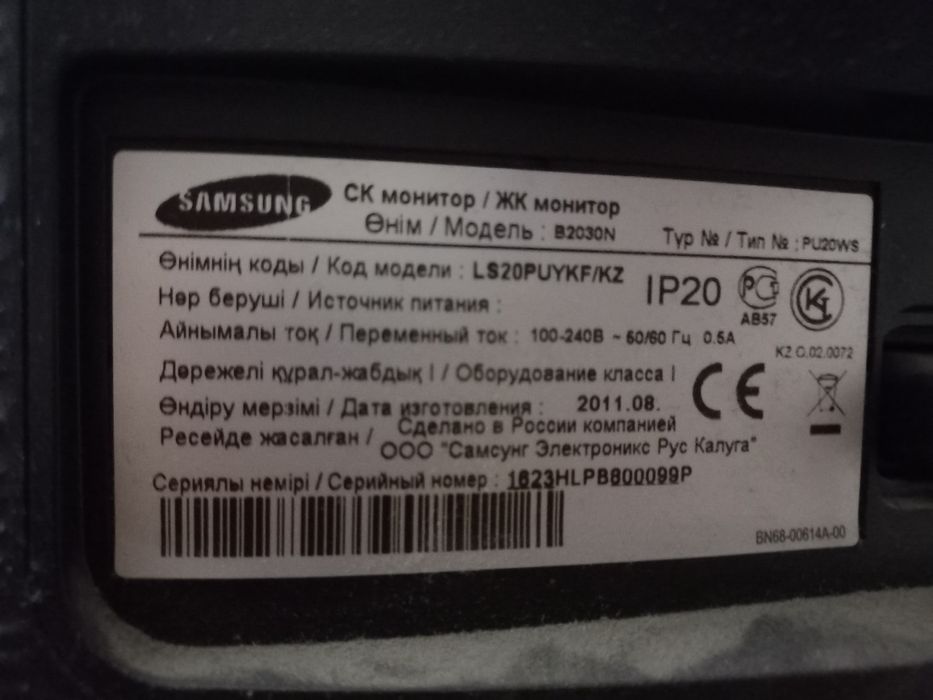 SAMSUNG
СК монитор / ЖК монитор
Өнім / Модель : B2030N
Typ № / Тип № : PU20WS
Өнімнің коды / Код модели : LS20PUYKF/KZ
IP20
РСТ
АВ57
Нәр беруші / Источник питания :
Айнымалы тоқ / Переменный ток : 100-240В ~ 50/60 Гц 0.5А
KZ.O.02.0072
Дәрежелі құрал-жабдық I / Оборудование класса I
CE
Өндіру мерзімі / Дата изготовления : 2011.08.
Ресейде жасалған / Сделано в России компанией
ООО "Самсунг Электроникс Рус Калуга"
Сериялы немірі / Серийный номер : 1623HLPB800099P
BN68-00614A-00